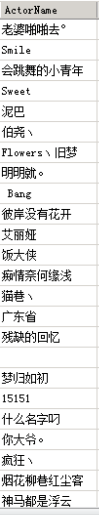 ActorName
老婆啪啪去°
Smile
会跳舞的小青年
Sweet
泥巴
伯尧丶
Flowers丶旧梦
明明就。
Bang
彼岸没有花开
艾丽娅
饭大侠
痴情奈何缘浅
猫巷丶
广东省
残缺的回忆
梦归如初
15151
什么名字叼
你大爷。
疯狂丶
烟花柳巷红尘客
神马都是浮云